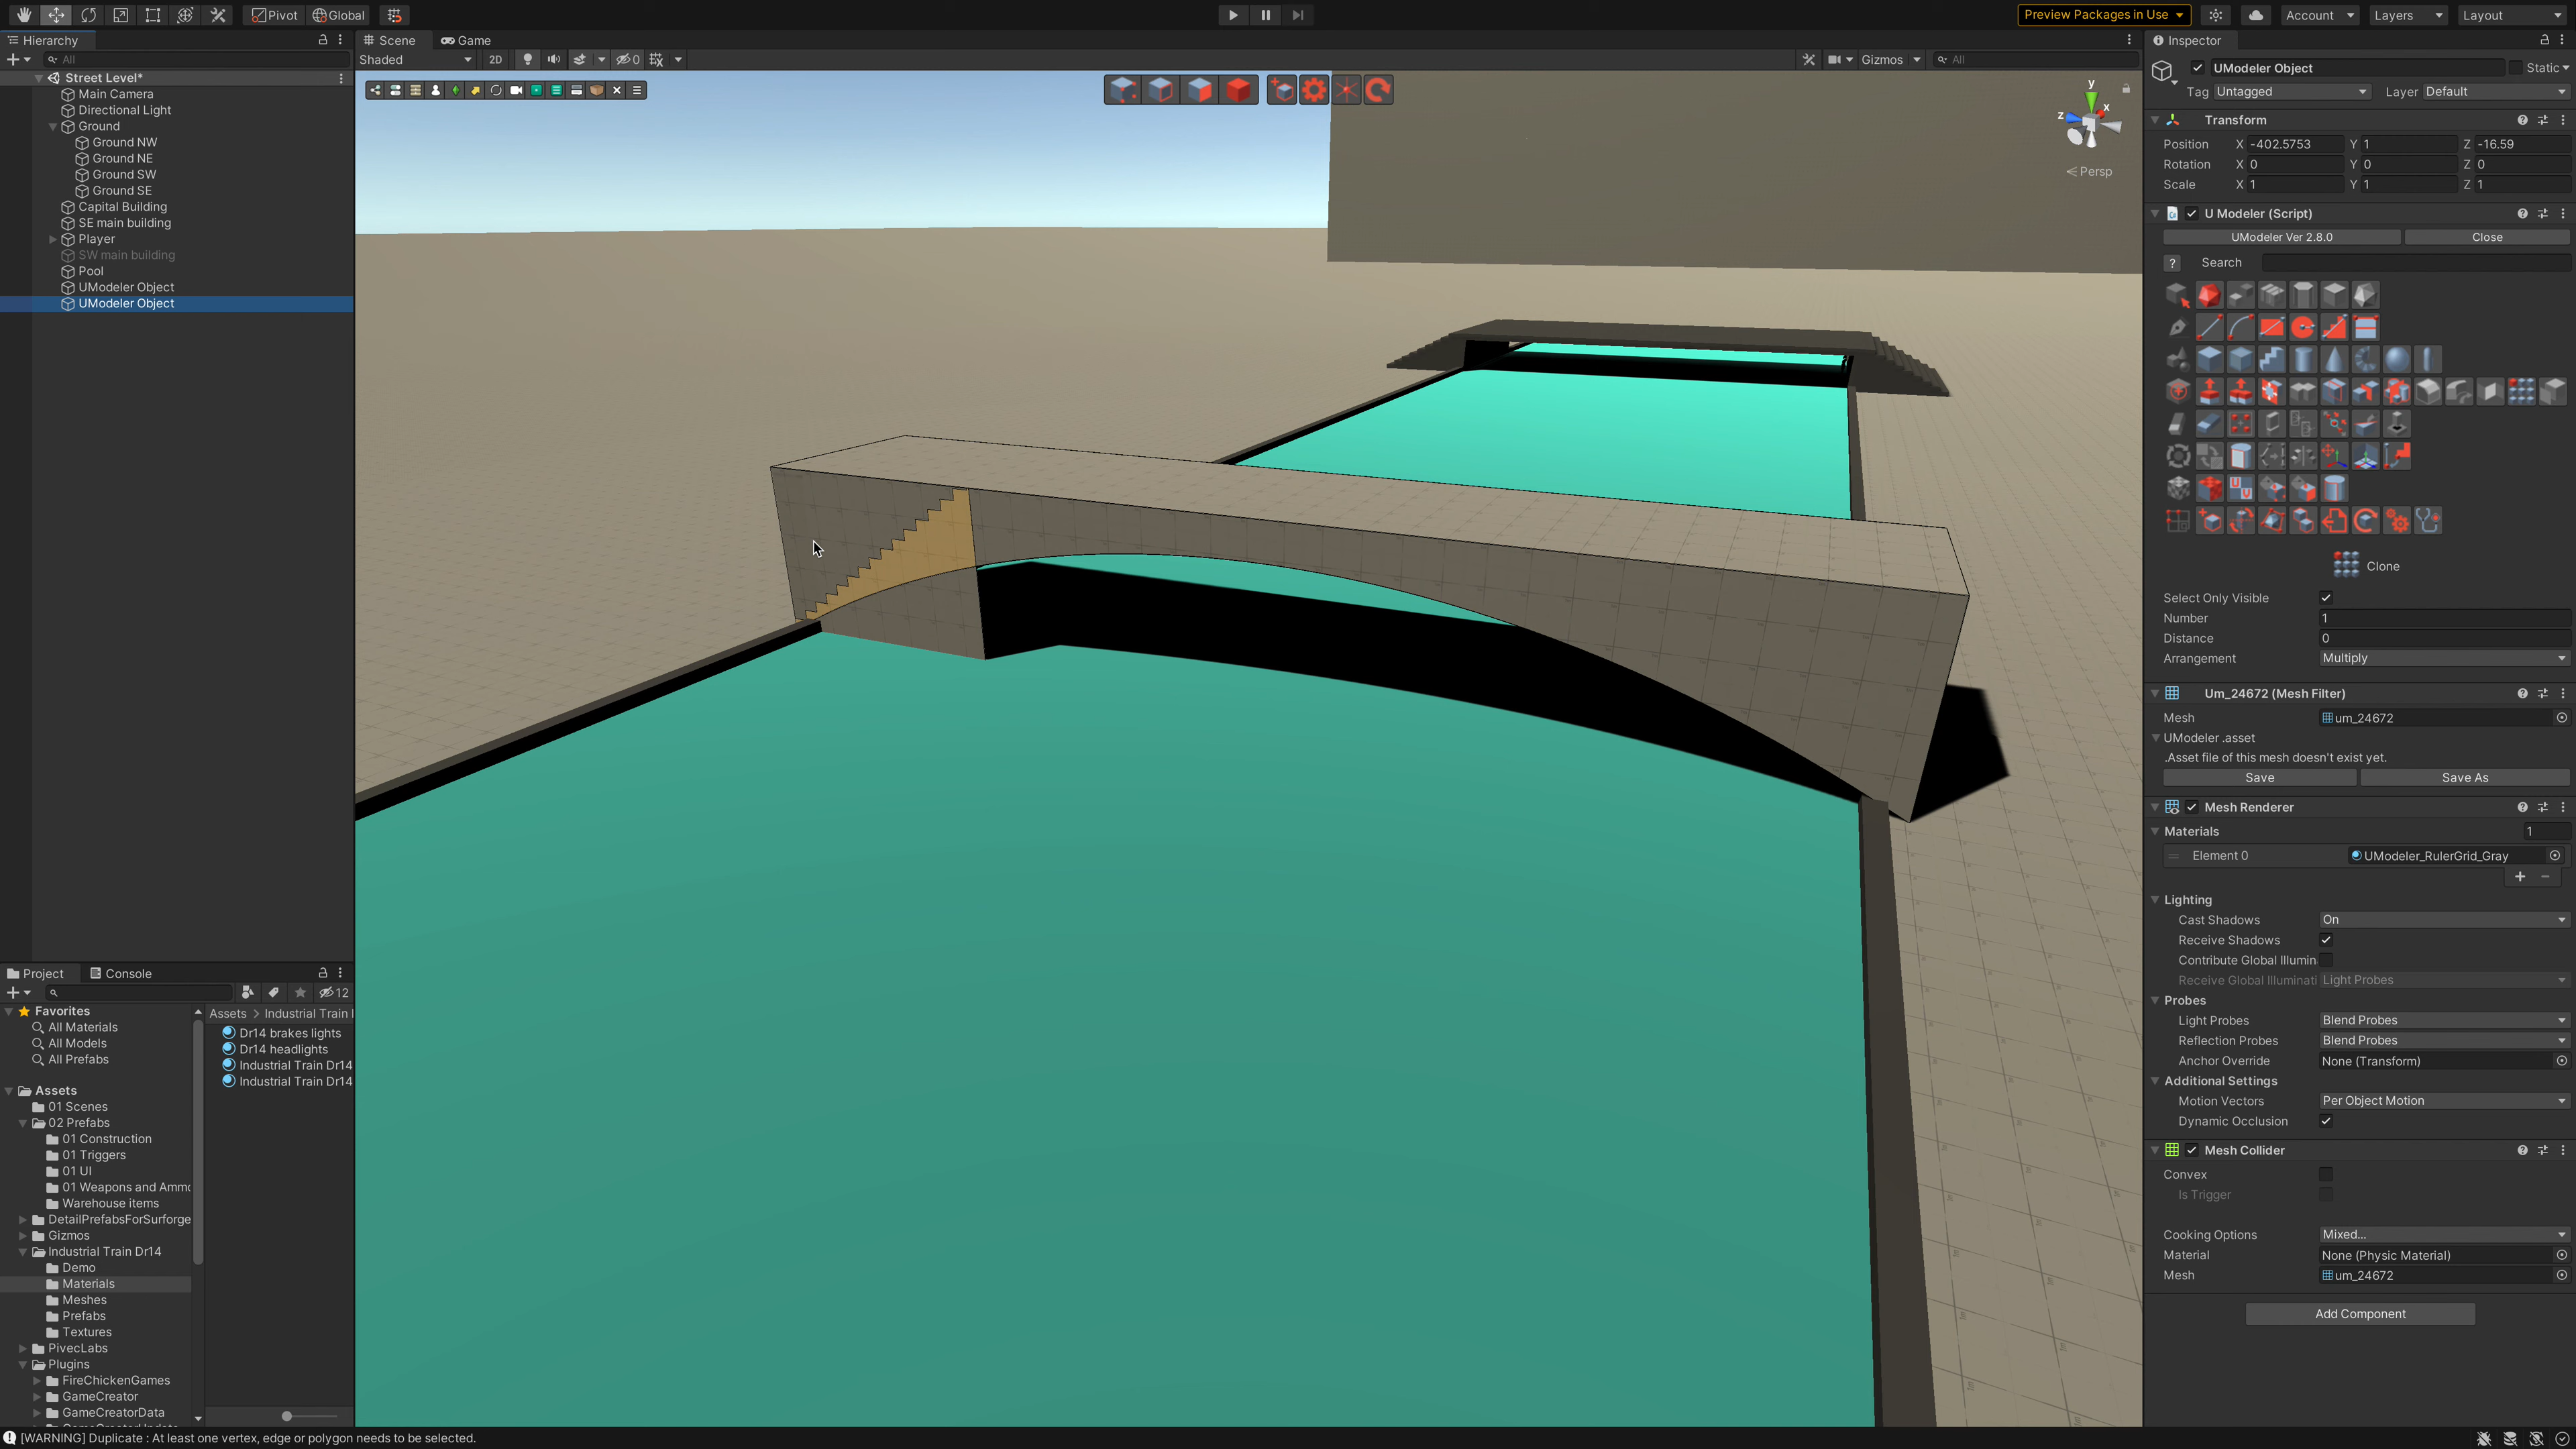 Pivot
Global
Preview Packages in Use
Account
Layers
Layout
Hierarchy
All
Street Level*
Main Camera
Directional Light
Ground
Ground NW
Ground NE
Ground SW
Ground SE
Capital Building
SE main building
Player
SW main building
Pool
UModeler Object
UModeler Object
Scene
Game
Shaded
2D
0
Gizmos
All
y
x
z
Persp
Inspector
UModeler Object
Static
Tag Untagged
Layer Default
Transform
Position X -402.5753 Y 1 Z -16.59
Rotation X 0 Y 0 Z 0
Scale X 1 Y 1 Z 1
U Modeler (Script)
UModeler Ver 2.8.0
Close
?
Search
Clone
Select Only Visible
Number 1
Distance 0
Arrangement Multiply
Um_24672 (Mesh Filter)
Mesh um_24672
UModeler .asset
.Asset file of this mesh doesn't exist yet.
Save
Save As
Mesh Renderer
Materials 1
Element 0 UModeler_RulerGrid_Gray
Lighting
Cast Shadows On
Receive Shadows
Contribute Global Illumin
Receive Global Illuminati Light Probes
Probes
Light Probes Blend Probes
Reflection Probes Blend Probes
Anchor Override None (Transform)
Additional Settings
Motion Vectors Per Object Motion
Dynamic Occlusion
Mesh Collider
Convex
Is Trigger
Cooking Options Mixed...
Material None (Physic Material)
Mesh um_24672
Add Component
Project
Console
12
Favorites
All Materials
All Models
All Prefabs
Assets
01 Scenes
02 Prefabs
01 Construction
01 Triggers
01 UI
01 Weapons and Ammo
Warehouse items
DetailPrefabsForSurforge
Gizmos
Industrial Train Dr14
Demo
Materials
Meshes
Prefabs
Textures
PivecLabs
Plugins
FireChickenGames
GameCreator
GameCreatorData
Assets > Industrial Train
Dr14 brakes lights
Dr14 headlights
Industrial Train Dr14
Industrial Train Dr14
[WARNING] Duplicate : At least one vertex, edge or polygon needs to be selected.